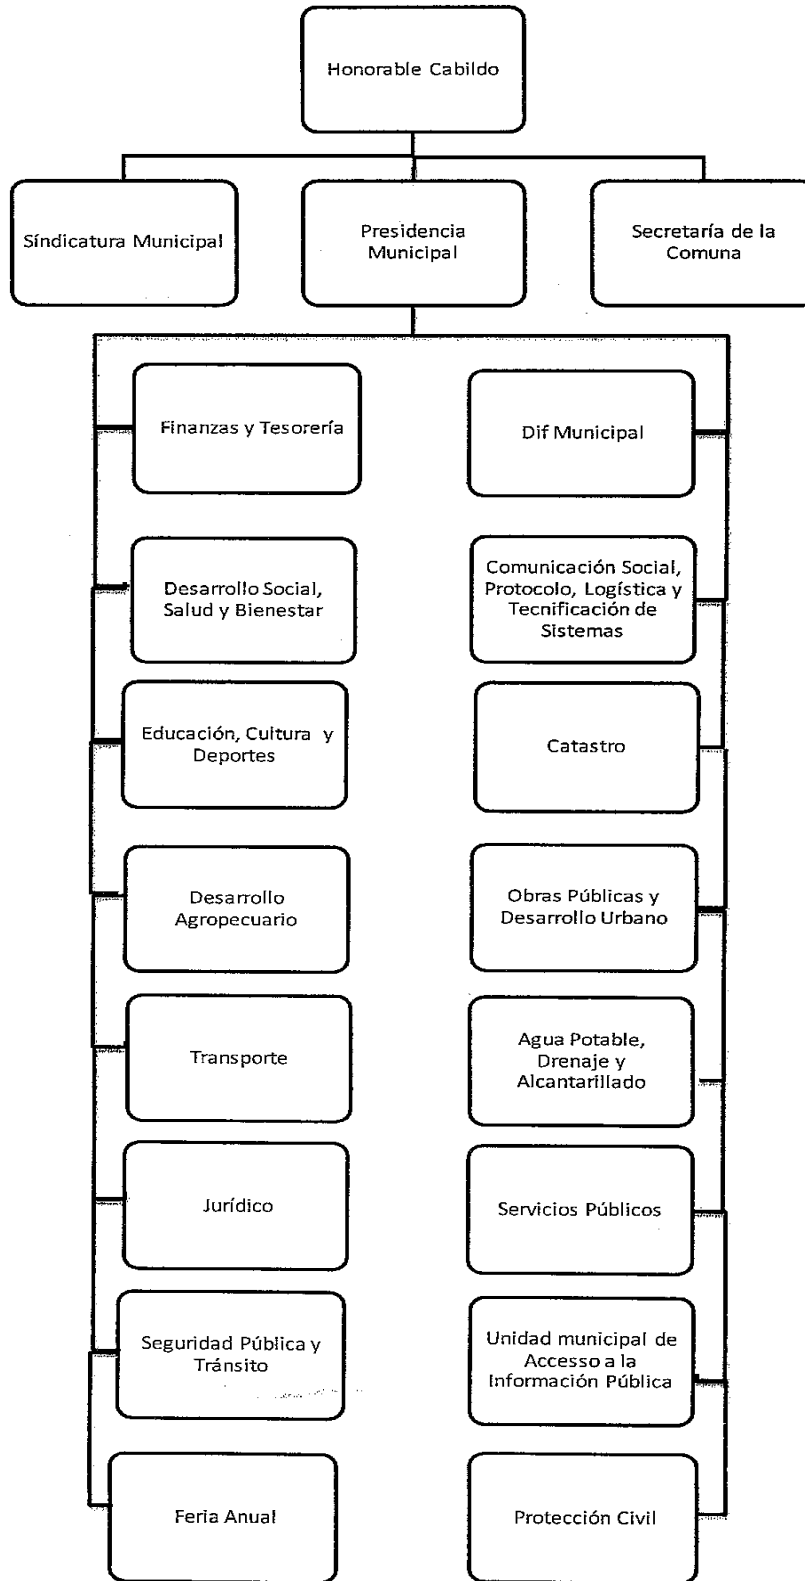 Honorable Cabildo
Síndicatura Municipal
Presidencia
Municipal
Secretaría de la
Comuna
Finanzas y Tesorería
Dif Municipal
Desarrollo Social,
Salud y Bienestar
Comunicación Social,
Protocolo, Logística y
Tecnificación de
Sistemas
Educación, Cultura y
Deportes
Catastro
Desarrollo
Agropecuario
Obras Públicas y
Desarrollo Urbano
Transporte
Agua Potable,
Drenaje y
Alcantarillado
Jurídico
Servicios Públicos
Seguridad Pública y
Tránsito
Unidad municipal de
Accesso a la
Información Pública
Feria Anual
Protección Civil